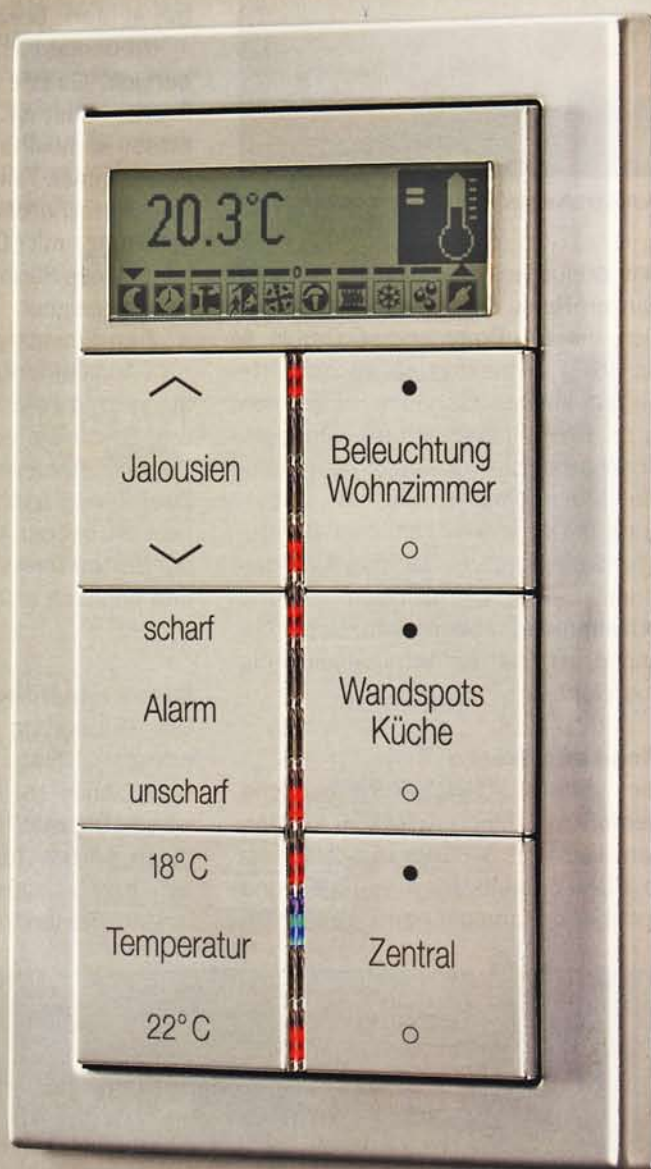 20.3°C
Jalousien
Beleuchtung
Wohnzimmer
scharf
Alarm
unscharf
Wandspots
Küche
18°C
Temperatur
22°C
Zentral